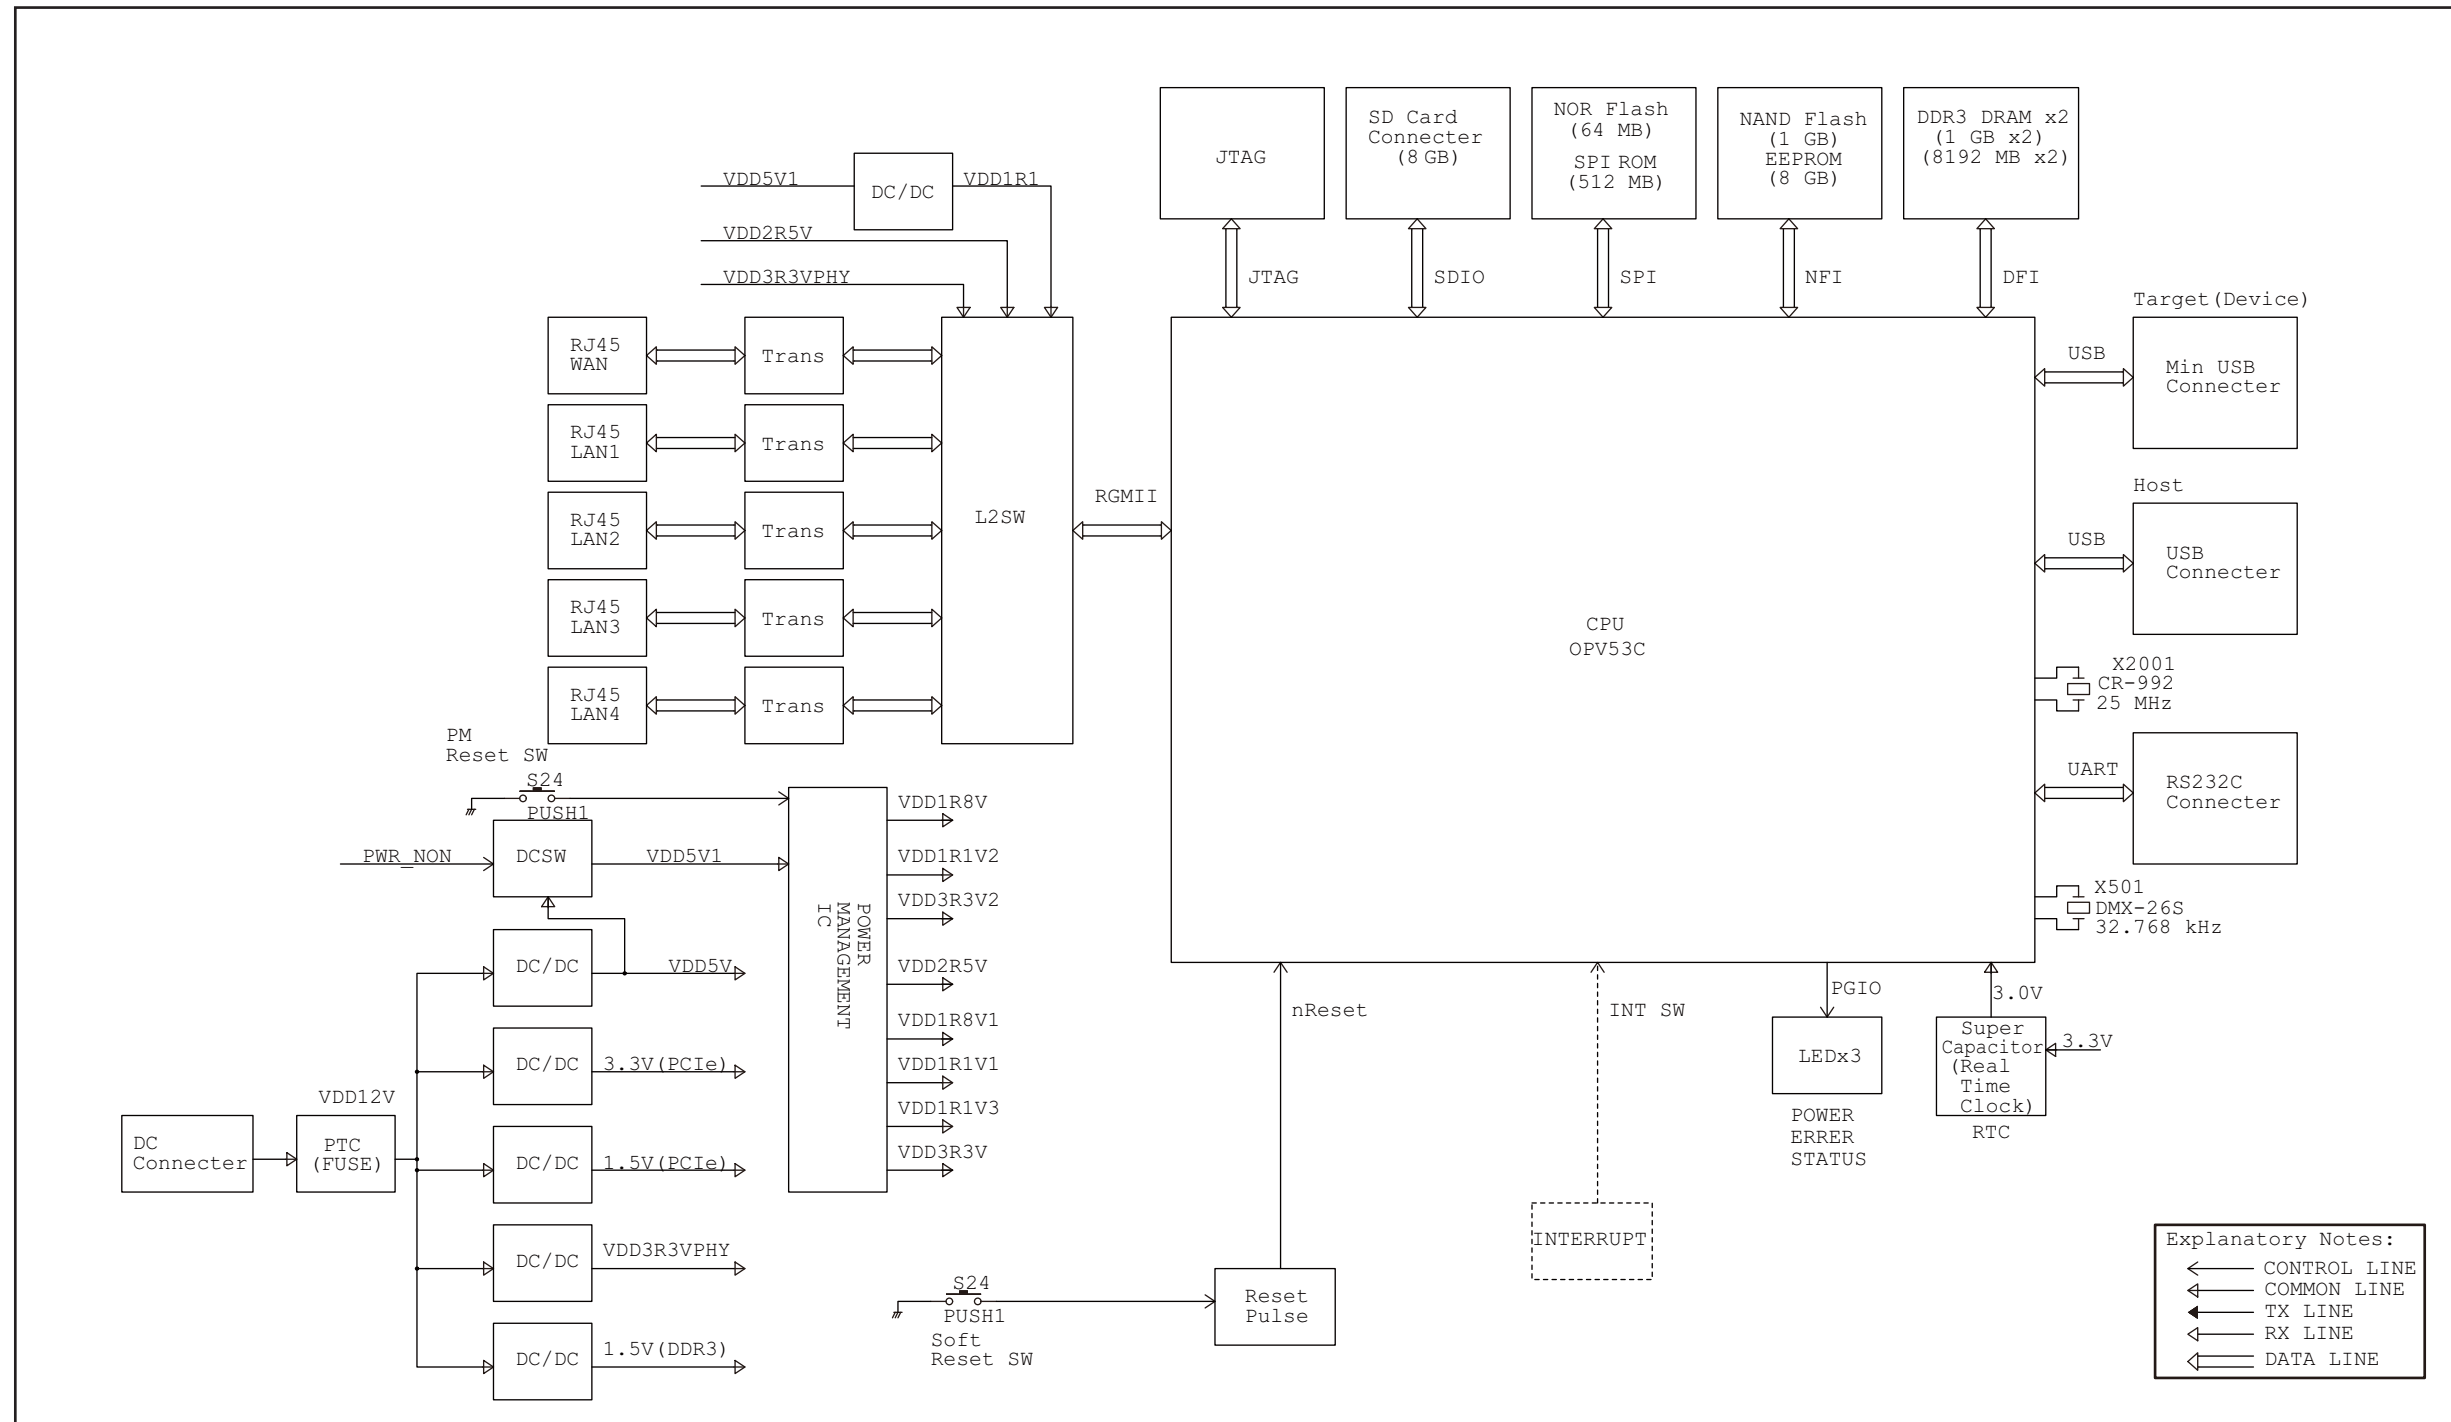 JTAG
SD Card
Connecter
(8 GB)
NOR Flash
(64 MB)
SPI ROM
(512 MB)
NAND Flash
(1 GB)
EEPROM
(8 GB)
DDR3 DRAM x2
(1 GB x2)
(8192 MB x2)
VDD5V1
DC/DC
VDD1R1
VDD2R5V
VDD3R3VPHY
JTAG
SDIO
SPI
NFI
DFI
RJ45
WAN
Trans
RJ45
LAN1
Trans
RJ45
LAN2
Trans
RJ45
LAN3
Trans
RJ45
LAN4
Trans
L2SW
RGMII
CPU
OPV53C
Target(Device)
USB
Min USB
Connecter
Host
USB
USB
Connecter
X2001
CR-992
25 MHz
UART
RS232C
Connecter
X501
DMX-26S
32.768 kHz
PM
Reset SW
S24
PUSH1
PWR_NON
DCSW
VDD5V1
POWER
MANAGEMENT
IC
VDD1R8V
VDD1R1V2
VDD3R3V2
VDD2R5V
VDD1R8V1
VDD1R1V1
VDD1R1V3
VDD3R3V
DC/DC
VDD5V
DC/DC
3.3V(PCIe)
DC/DC
1.5V(PCIe)
DC/DC
VDD3R3VPHY
DC/DC
1.5V(DDR3)
VDD12V
DC
Connecter
PTC
(FUSE)
nReset
INT SW
PGIO
3.0V
LEDx3
POWER
ERRER
STATUS
Super
Capacitor
(Real
Time
Clock)
3.3V
RTC
INTERRUPT
S24
PUSH1
Soft
Reset SW
Reset
Pulse
Explanatory Notes:
CONTROL LINE
COMMON LINE
TX LINE
RX LINE
DATA LINE